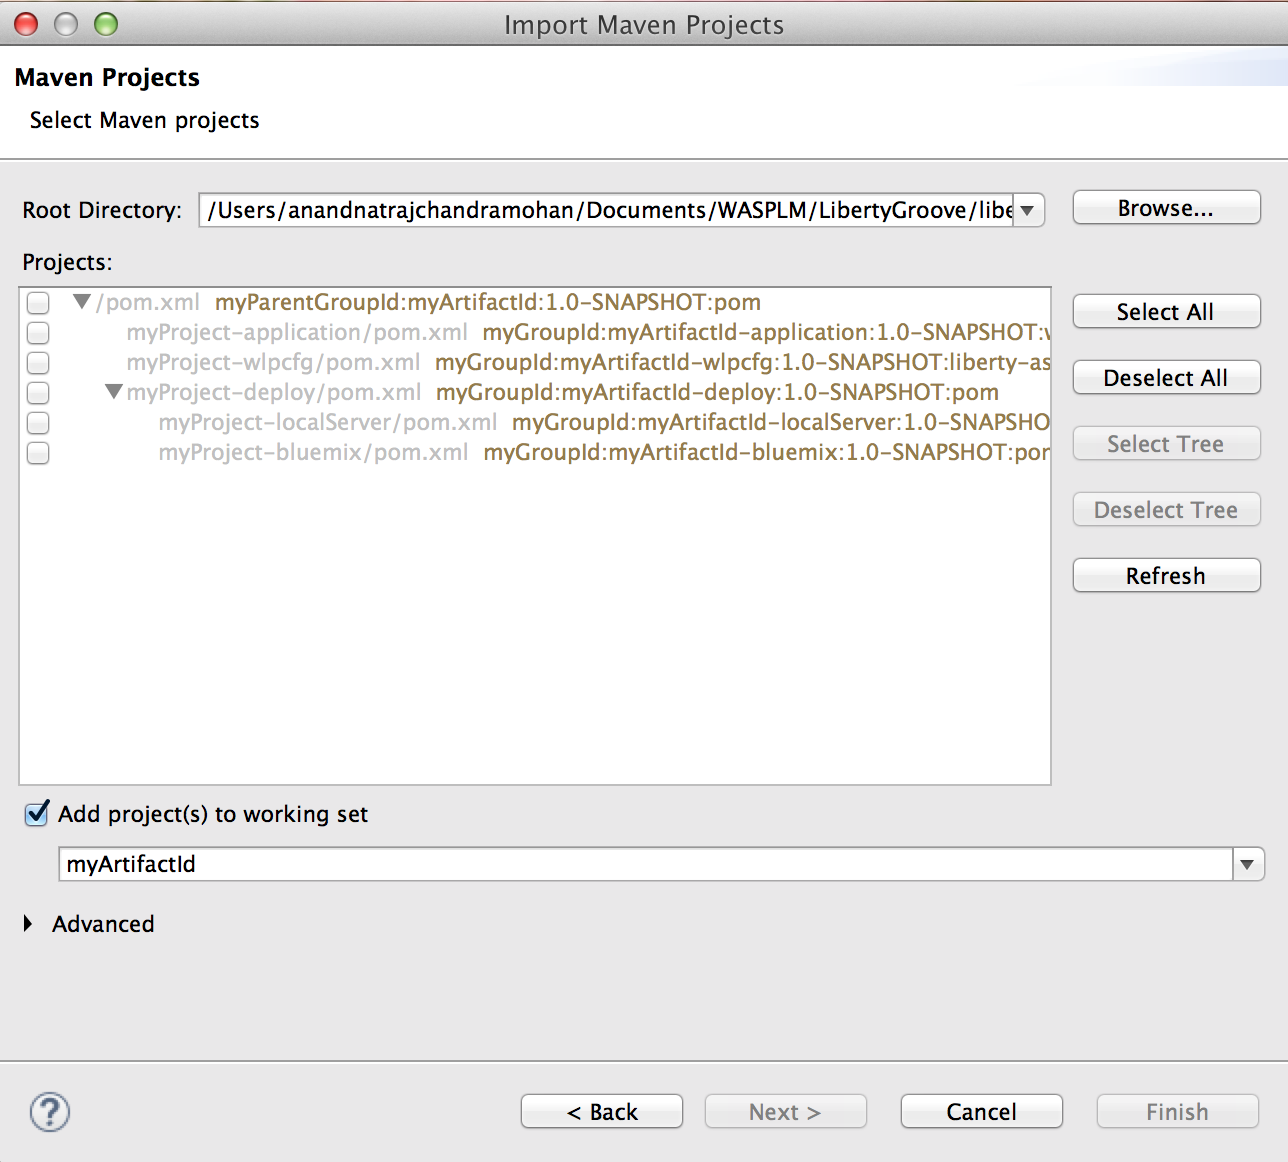 Import Maven Projects
Maven Projects
Select Maven projects
Root Directory: /Users/anandnatrajchandramohan/Documents/WASPLM/LibertyGroove/libe Browse...
Projects:
/pom.xml myParentGroupId:myArtifactId:1.0-SNAPSHOT:pom
myProject-application/pom.xml myGroupId:myArtifactId-application:1.0-SNAPSHOT:
myProject-wlpcfg/pom.xml myGroupId:myArtifactId-wlpcfg:1.0-SNAPSHOT:liberty-as
myProject-deploy/pom.xml myGroupId:myArtifactId-deploy:1.0-SNAPSHOT:pom
myProject-localServer/pom.xml myGroupId:myArtifactId-localServer:1.0-SNAPSHO
myProject-bluemix/pom.xml myGroupId:myArtifactId-bluemix:1.0-SNAPSHOT:por
Select All
Deselect All
Select Tree
Deselect Tree
Refresh
Add project(s) to working set
myArtifactId
Advanced
? < Back Next > Cancel Finish